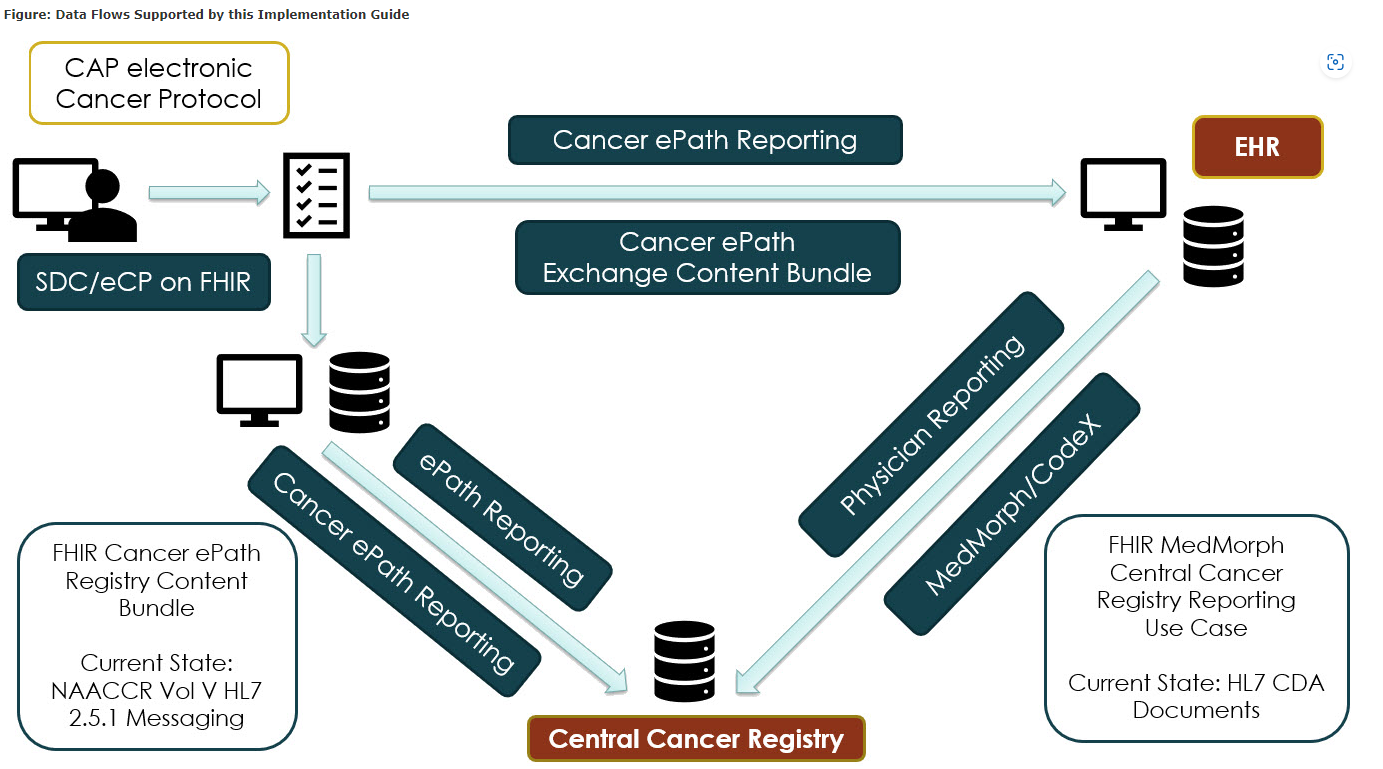 Figure: Data Flows Supported by this Implementation Guide
CAP electronic
Cancer Protocol
Cancer ePath Reporting
EHR
Cancer ePath
Exchange Content Bundle
SDC/eCP on FHIR
Physician Reporting
MedMorph/CodeX
ePath Reporting
Cancer ePath Reporting
FHIR Cancer ePath
Registry Content
Bundle
Current State:
NAACCR Vol V HL7
2.5.1 Messaging
FHIR MedMorph
Central Cancer
Registry Reporting
Use Case
Current State: HL7 CDA
Documents
Central Cancer Registry